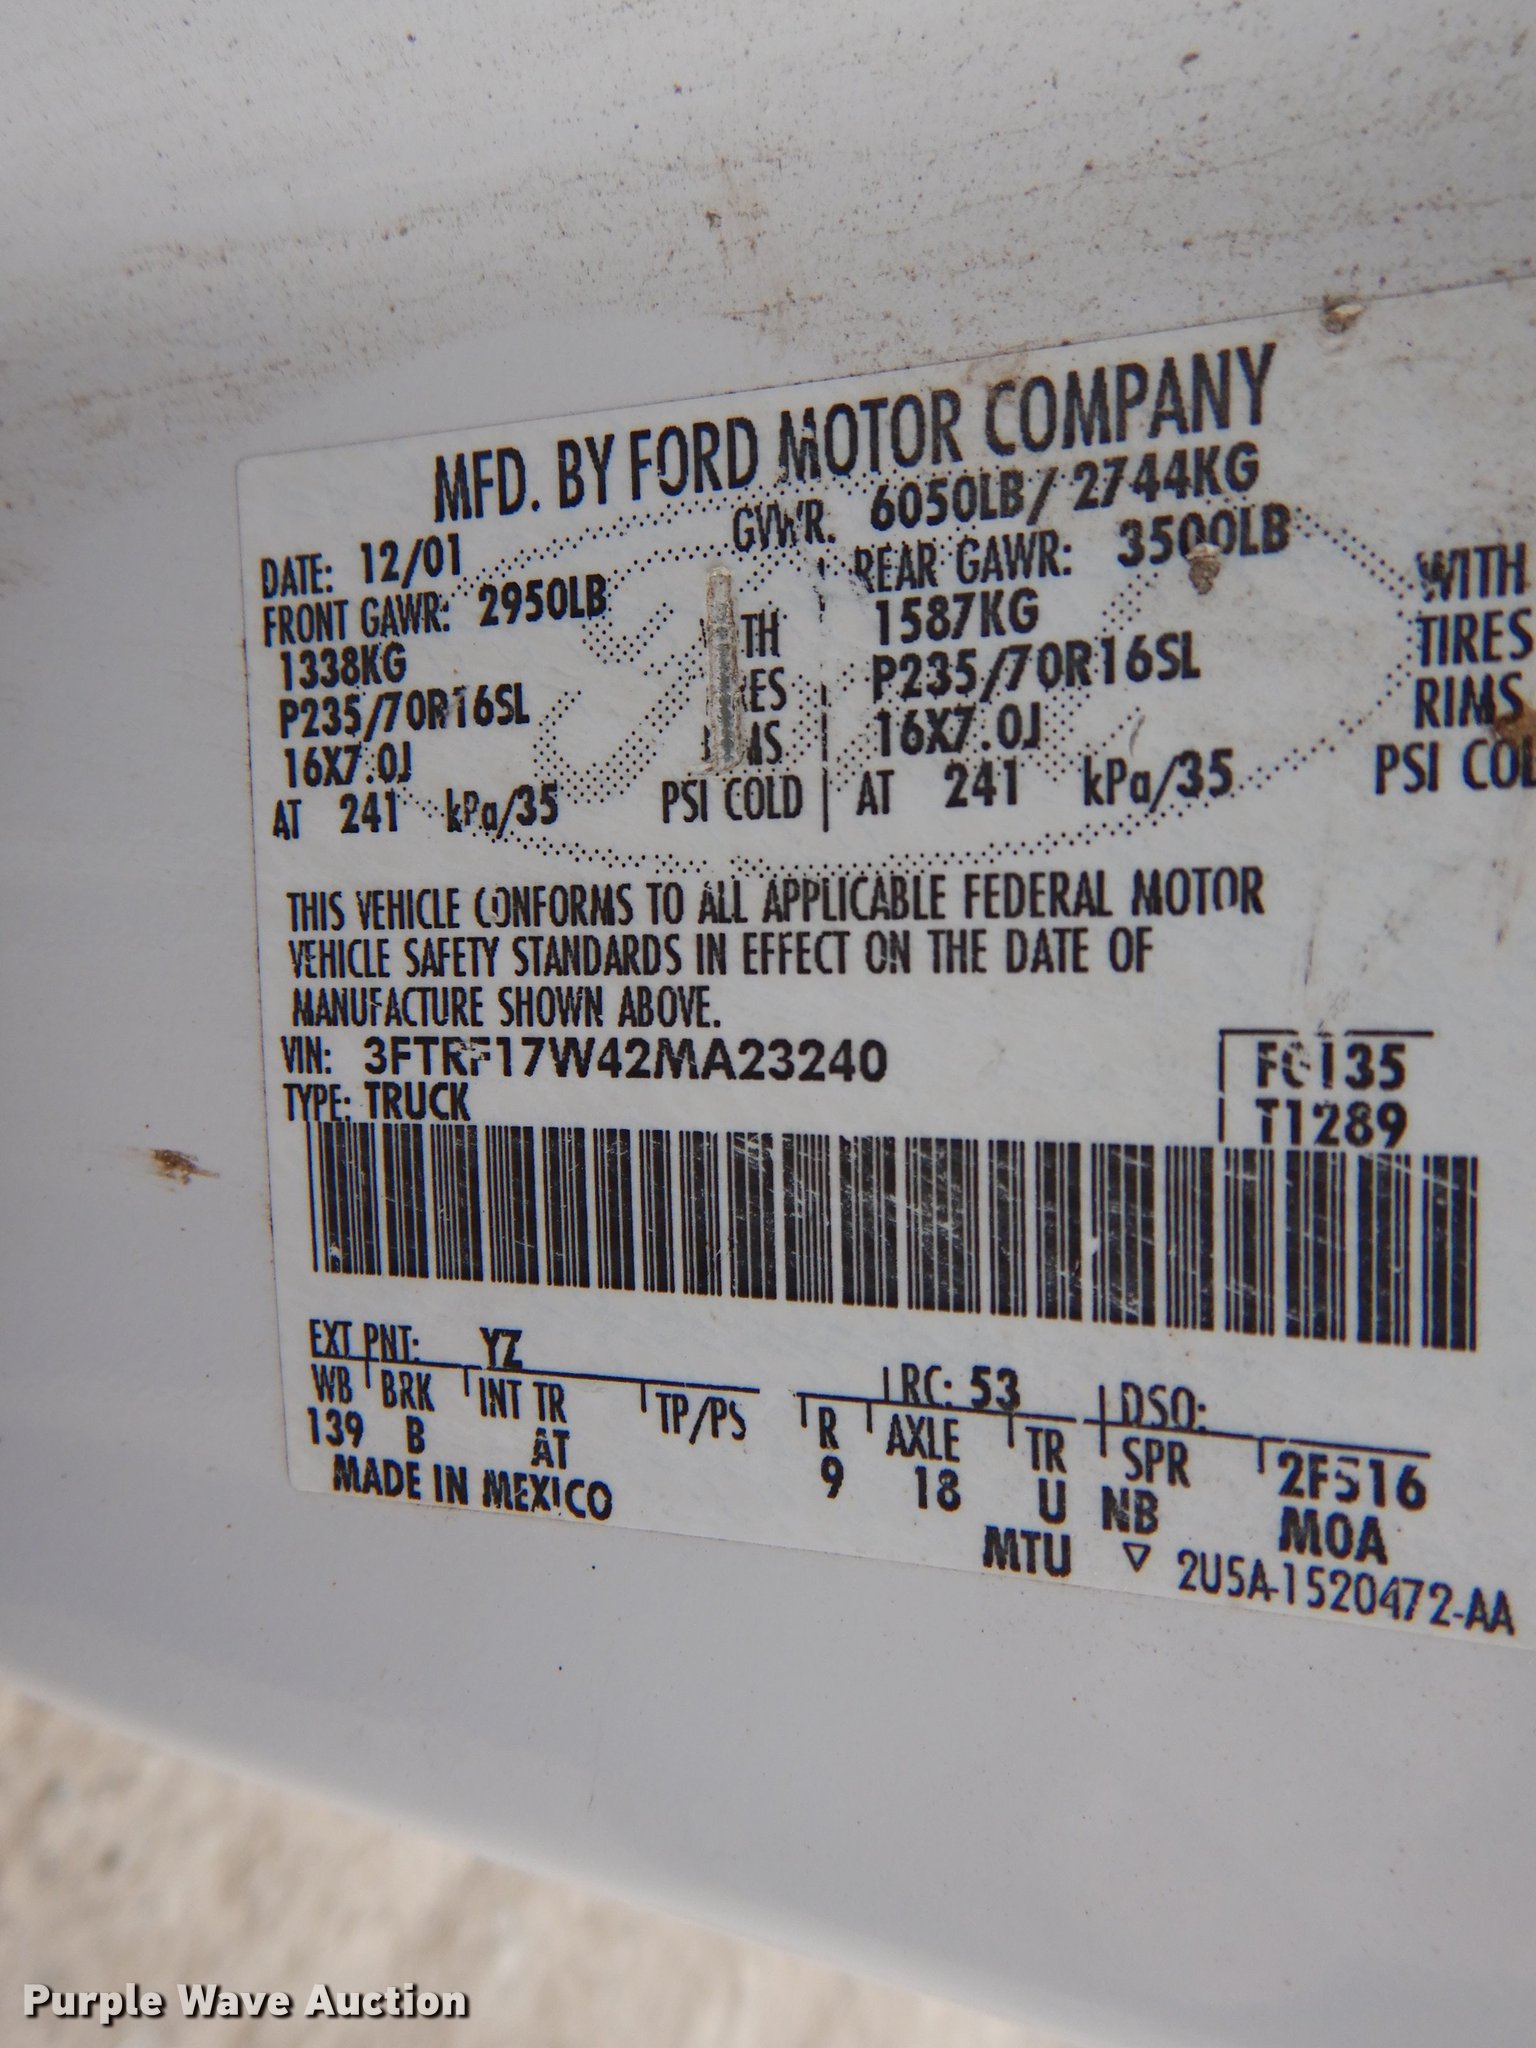 MFD. BY FORD MOTOR COMPANY
DATE: 12/01 GVWR. 6050LB/ 2744KG
FRONT GAWR: 2950LB REAR GAWR: 3500LB WITH
1338KG 1587KG TIRES
P235/70R16SL P235/70R16SL RIMS
16X7.0J 16X7.0J
AT 241 kPa/35 PSI COLD AT 241 kPa/35 PSI COL
THIS VEHICLE CONFORMS TO ALL APPLICABLE FEDERAL MOTOR
VEHICLE SAFETY STANDARDS IN EFFECT ON THE DATE OF
MANUFACTURE SHOWN ABOVE.
VIN: 3FTRF17W42MA23240 F0135
TYPE: TRUCK T1289
EXT PNT: YZ RC: 53 DSO:
WB BRK INT TR TP/PS R AXLE TR SPR 2F516
139 B AT 9 18 U NB M0A
MADE IN MEXICO MTU ▽ 2U5A-1520472-AA
Purple Wave Auction